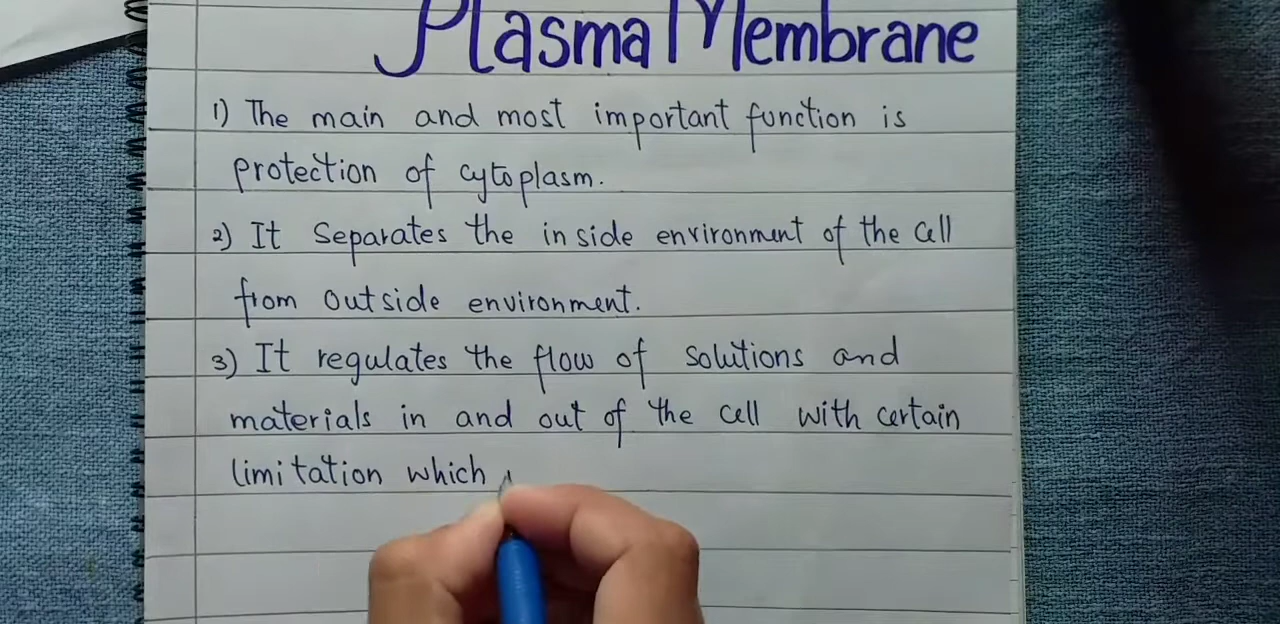 Plasma Membrane
1) The main and most important function is
protection of cytoplasm.
2) It Separates the inside environment of the cell
from outside environment.
3) It regulates the flow of solutions and
materials in and out of the cell with certain
limitation which